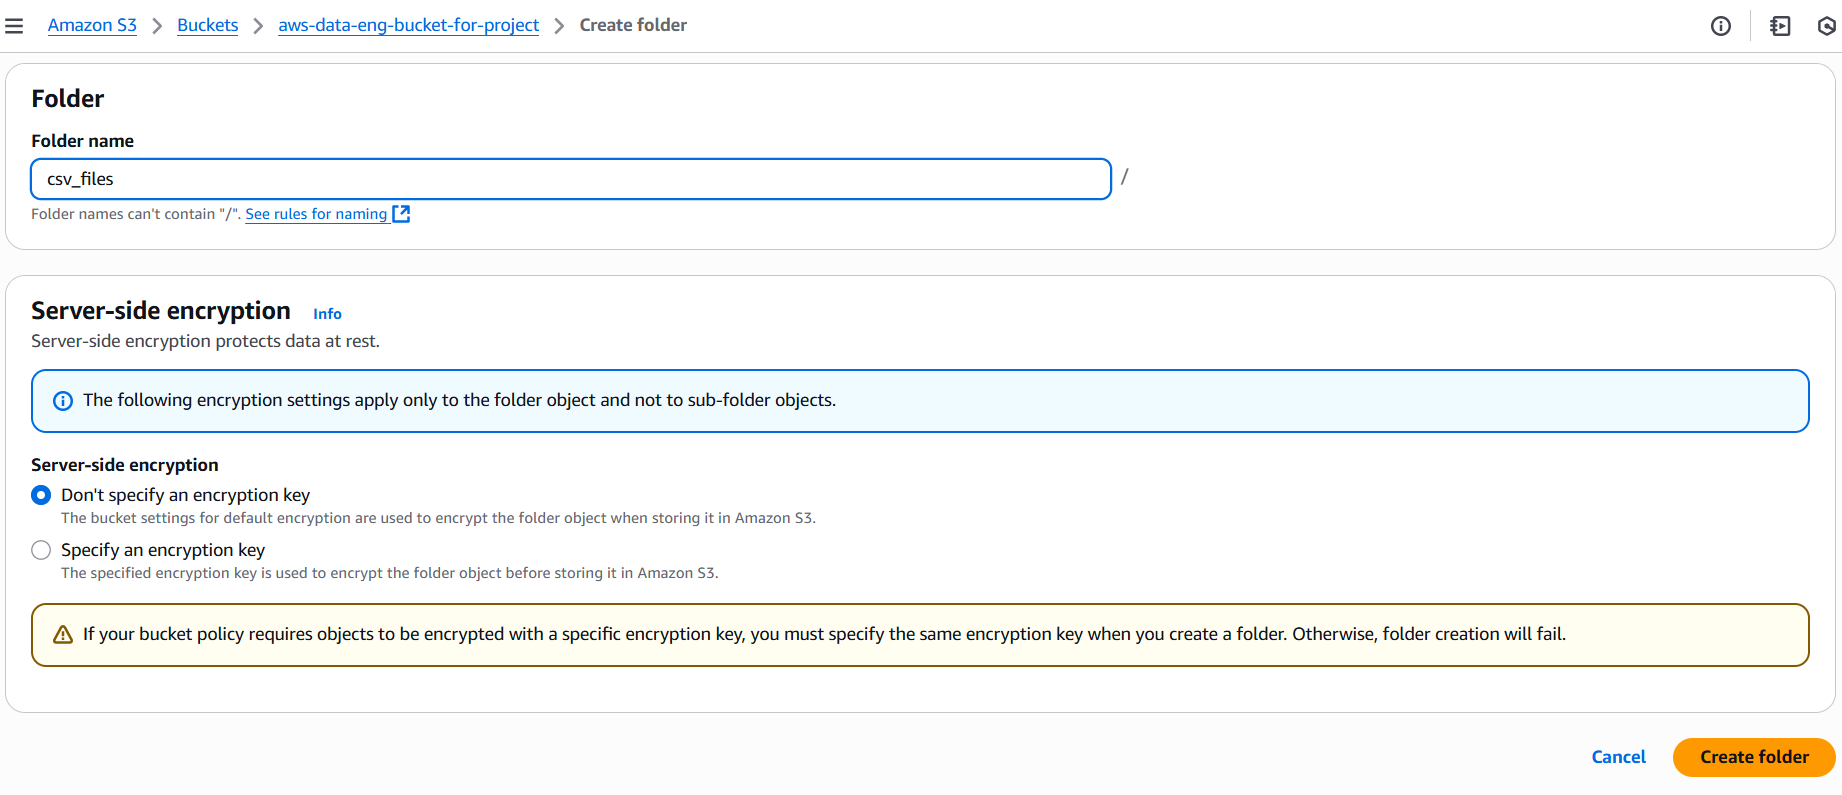 Amazon S3 > Buckets > aws-data-eng-bucket-for-project > Create folder
Folder
Folder name
csv_files /
Folder names can't contain "/". See rules for naming
Server-side encryption Info
Server-side encryption protects data at rest.
The following encryption settings apply only to the folder object and not to sub-folder objects.
Server-side encryption
Don't specify an encryption key
The bucket settings for default encryption are used to encrypt the folder object when storing it in Amazon S3.
Specify an encryption key
The specified encryption key is used to encrypt the folder object before storing it in Amazon S3.
If your bucket policy requires objects to be encrypted with a specific encryption key, you must specify the same encryption key when you create a folder. Otherwise, folder creation will fail.
Cancel Create folder